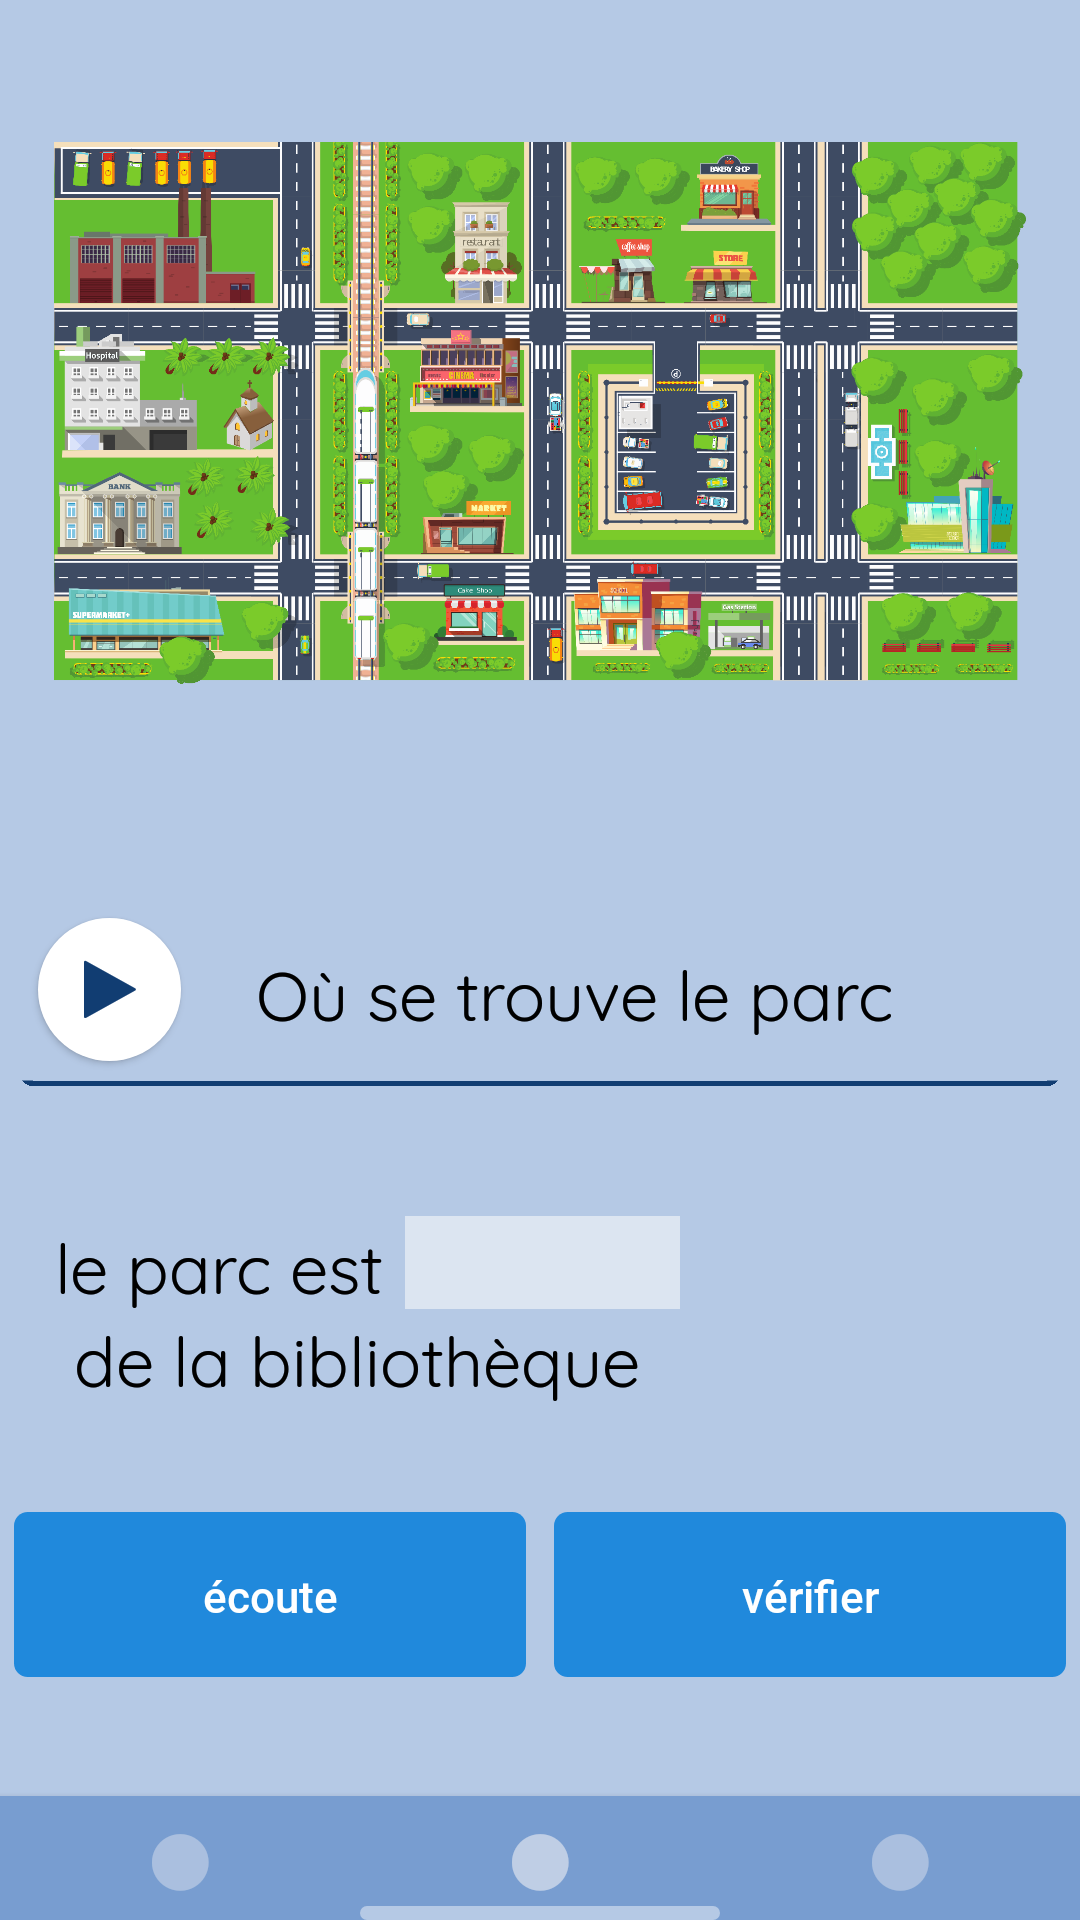 BAKERY SHOP
restaurant
coffee shop
STORE
Hospital
CINEMA
BANK
MARKET
Cake Shop
Gas Station
SUPERMARKET
Où se trouve le parc
le parc est
de la bibliothèque
écoute
vérifier